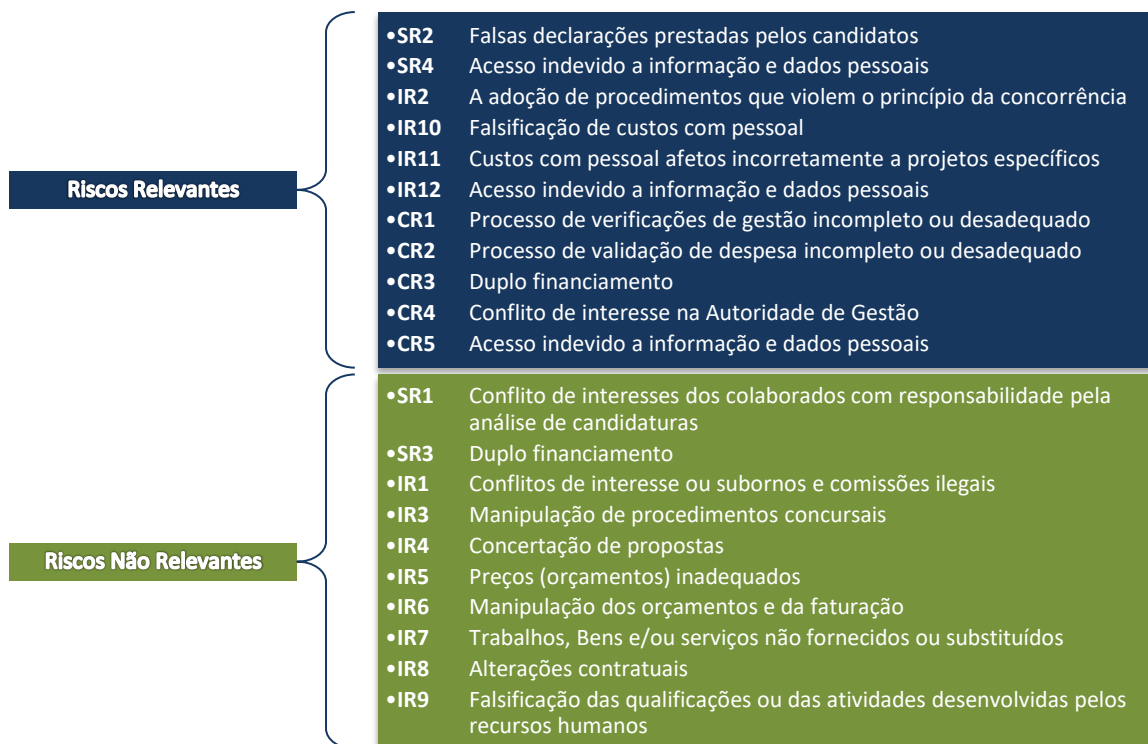 Riscos Relevantes
•SR2 Falsas declarações prestadas pelos candidatos
•SR4 Acesso indevido a informação e dados pessoais
•IR2 A adoção de procedimentos que violem o princípio da concorrência
•IR10 Falsificação de custos com pessoal
•IR11 Custos com pessoal afetos incorretamente a projetos específicos
•IR12 Acesso indevido a informação e dados pessoais
•CR1 Processo de verificações de gestão incompleto ou desadequado
•CR2 Processo de validação de despesa incompleto ou desadequado
•CR3 Duplo financiamento
•CR4 Conflito de interesse na Autoridade de Gestão
•CR5 Acesso indevido a informação e dados pessoais
Riscos Não Relevantes
•SR1 Conflito de interesses dos colaborados com responsabilidade pela
análise de candidaturas
•SR3 Duplo financiamento
•IR1 Conflitos de interesse ou subornos e comissões ilegais
•IR3 Manipulação de procedimentos concursais
•IR4 Concertação de propostas
•IR5 Preços (orçamentos) inadequados
•IR6 Manipulação dos orçamentos e da faturação
•IR7 Trabalhos, Bens e/ou serviços não fornecidos ou substituídos
•IR8 Alterações contratuais
•IR9 Falsificação das qualificações ou das atividades desenvolvidas pelos
recursos humanos